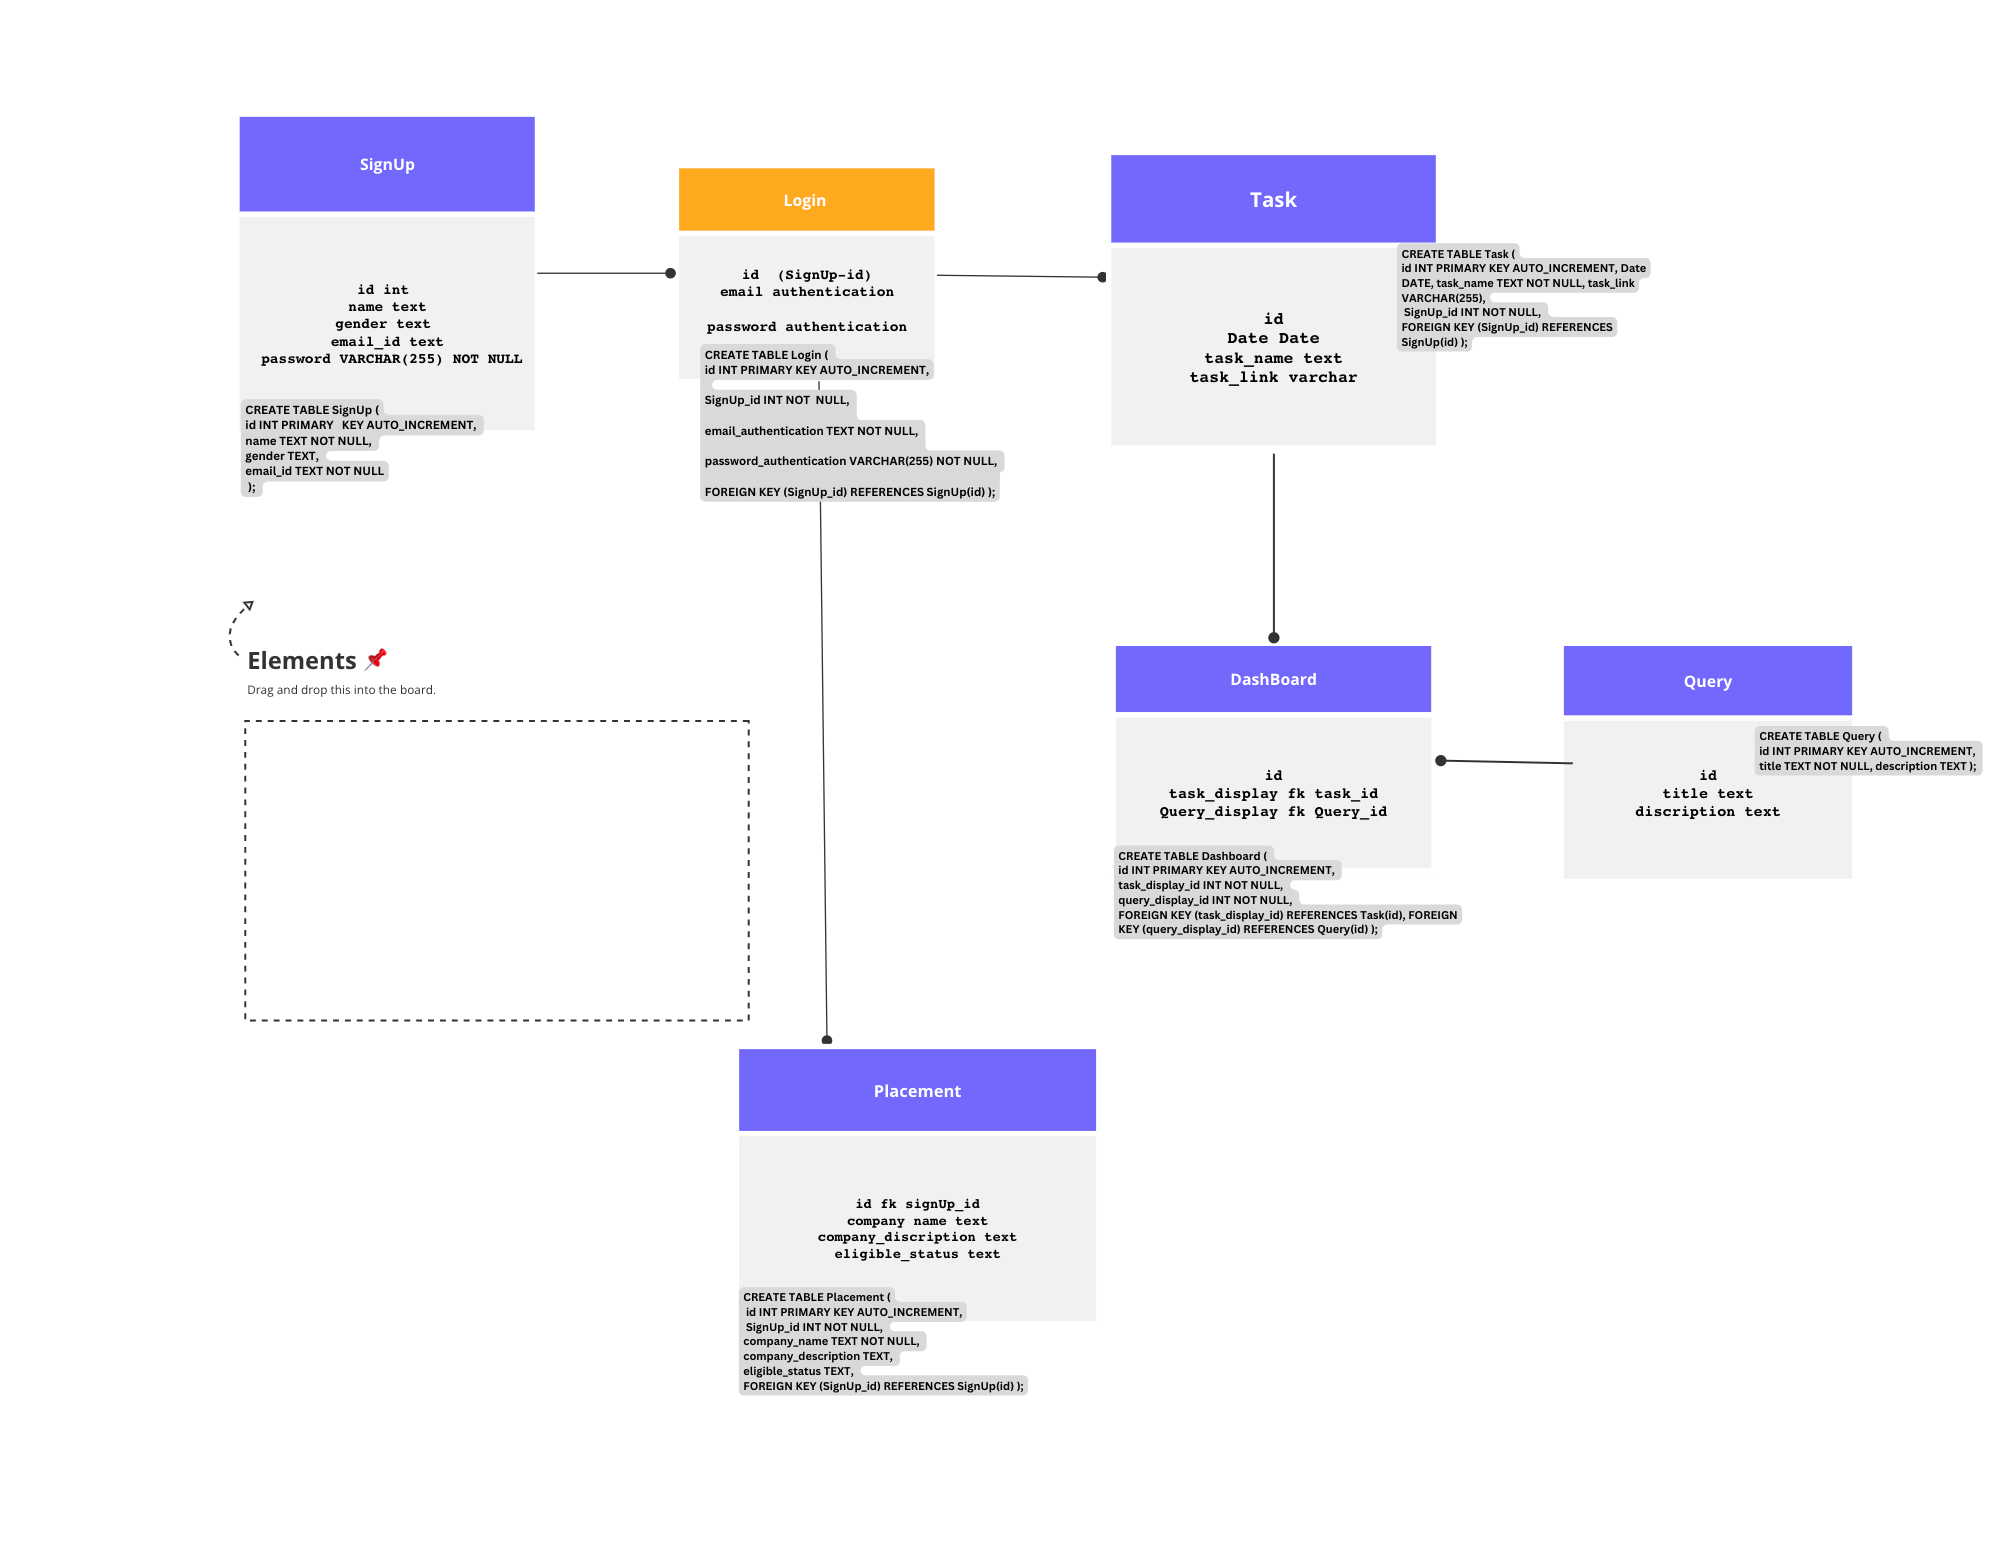 SignUp
id int
name text
gender text
email_id text
password VARCHAR(255) NOT NULL
CREATE TABLE SignUp (
id INT PRIMARY KEY AUTO_INCREMENT,
name TEXT NOT NULL,
gender TEXT,
email_id TEXT NOT NULL
);
Login
id (SignUp-id)
email authentication
password authentication
CREATE TABLE Login (
id INT PRIMARY KEY AUTO_INCREMENT,
SignUp_id INT NOT NULL,
email_authentication TEXT NOT NULL,
password_authentication VARCHAR(255) NOT NULL,
FOREIGN KEY (SignUp_id) REFERENCES SignUp(id) );
Task
id
Date Date
task_name text
task_link varchar
CREATE TABLE Task (
id INT PRIMARY KEY AUTO_INCREMENT, Date
DATE, task_name TEXT NOT NULL, task_link
VARCHAR(255),
SignUp_id INT NOT NULL,
FOREIGN KEY (SignUp_id) REFERENCES
SignUp(id) );
Elements 📌
Drag and drop this into the board.
DashBoard
id
task_display fk task_id
Query_display fk Query_id
CREATE TABLE Dashboard (
id INT PRIMARY KEY AUTO_INCREMENT,
task_display_id INT NOT NULL,
query_display_id INT NOT NULL,
FOREIGN KEY (task_display_id) REFERENCES Task(id), FOREIGN
KEY (query_display_id) REFERENCES Query(id) );
Query
id
title text
discription text
CREATE TABLE Query (
id INT PRIMARY KEY AUTO_INCREMENT,
title TEXT NOT NULL, description TEXT );
Placement
id fk signUp_id
company name text
company_discription text
eligible_status text
CREATE TABLE Placement (
id INT PRIMARY KEY AUTO_INCREMENT,
SignUp_id INT NOT NULL,
company_name TEXT NOT NULL,
company_description TEXT,
eligible_status TEXT,
FOREIGN KEY (SignUp_id) REFERENCES SignUp(id) );